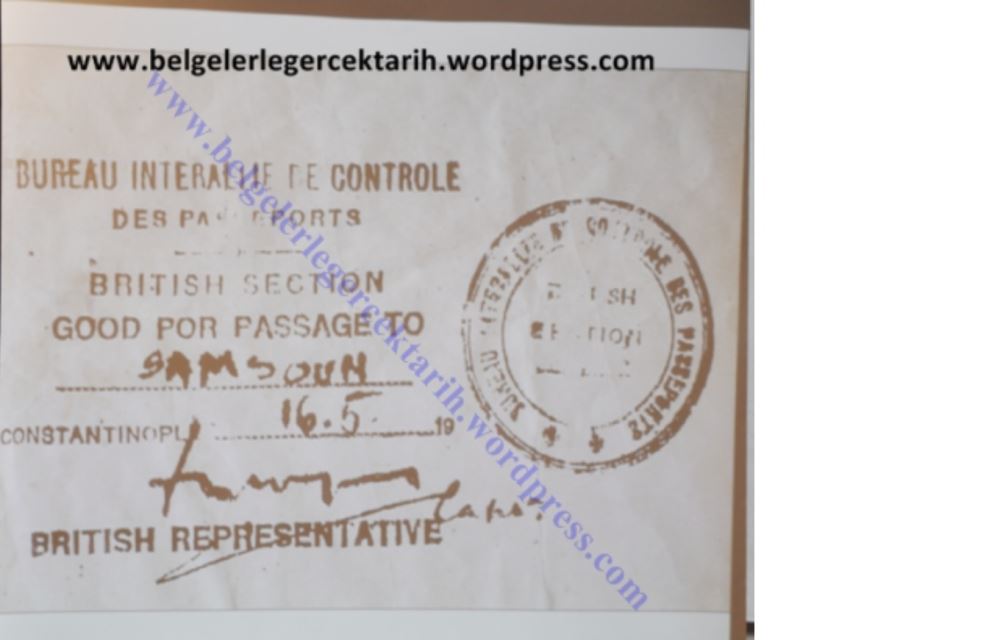 www.belgelerlegercektarih.wordpress.com
www.belgelerlegercektarih.wordpress.com
BUREAU INTERALLIE DE CONTROLE
DES PASSEPORTS
BRITISH SECTION
GOOD FOR PASSAGE TO
SAMSOUN
16.5.
CONSTANTINOPLE 19
Capt.
BRITISH REPRESENTATIVE
BUREAU INTERALLIE DE CONTROLE DES PASSEPORTS
BRITISH
SECTION